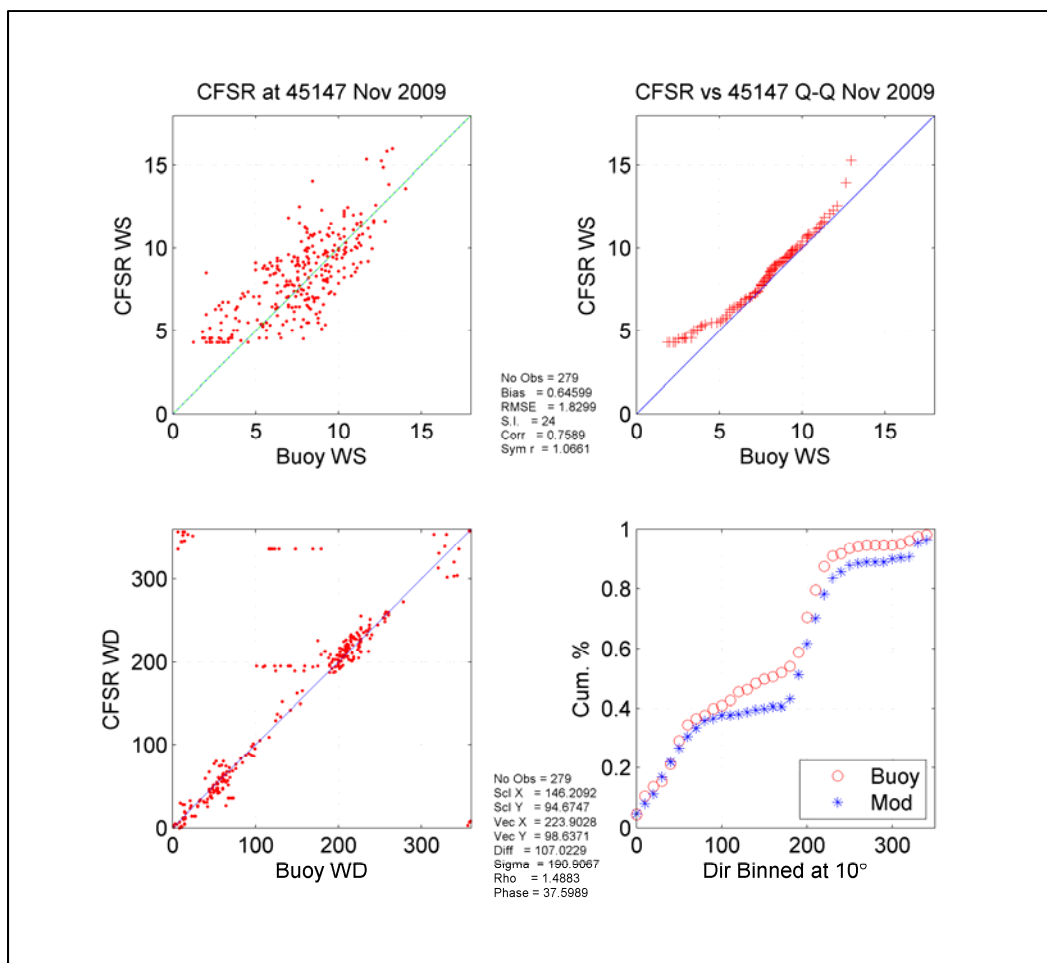 CFSR at 45147 Nov 2009
15
10
5
0
CFSR WS
0 5 10 15
Buoy WS
No Obs = 279
Bias = 0.64599
RMSE = 1.8299
S.I. = 24
Corr = 0.7589
Sym r = 1.0661
CFSR vs 45147 Q-Q Nov 2009
15
10
5
0
CFSR WS
0 5 10 15
Buoy WS
300
200
100
0
CFSR WD
0 100 200 300
Buoy WD
No Obs = 279
Scl X = 146.2092
Scl Y = 94.6747
Vec X = 223.9028
Vec Y = 98.6371
Diff = 107.0229
Sigma = 190.9067
Rho = 1.4883
Phase = 37.5989
1
0.8
0.6
0.4
0.2
0
Cum. %
Buoy
Mod
0 100 200 300
Dir Binned at 10°